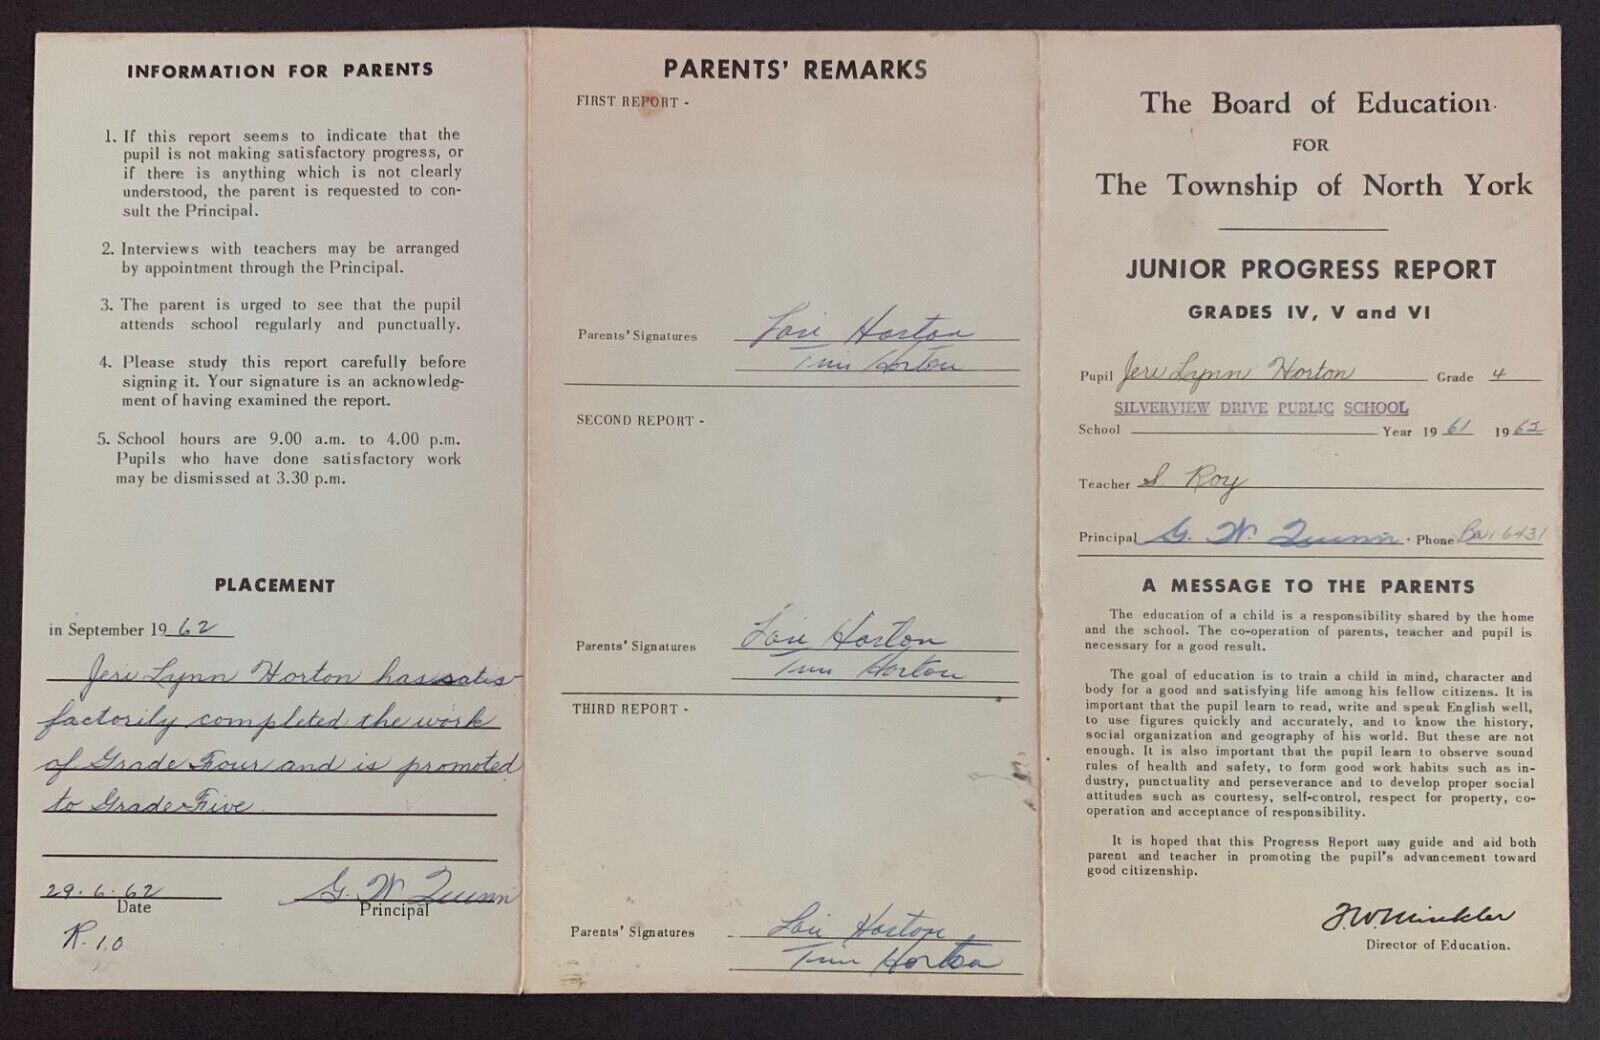 INFORMATION FOR PARENTS
1. If this report seems to indicate that the
pupil is not making satisfactory progress, or
if there is anything which is not clearly
understood, the parent is requested to con-
sult the Principal.
2. Interviews with teachers may be arranged
by appointment through the Principal.
3. The parent is urged to see that the pupil
attends school regularly and punctually.
4. Please study this report carefully before
signing it. Your signature is an acknowledg-
ment of having examined the report.
5. School hours are 9.00 a.m. to 4.00 p.m.
Pupils who have done satisfactory work
may be dismissed at 3.30 p.m.
PLACEMENT
in September 1962
Jeri Lynn Horton has satis-
factorily completed the work
of Grade Four and is promoted
to Grade Five.
29.6.62 G. W. Quinn
Date Principal
R.10
PARENTS' REMARKS
FIRST REPORT -
Parents' Signatures Lori Horton
Tim Horton
SECOND REPORT -
Parents' Signatures Lori Horton
Tim Horton
THIRD REPORT -
Parents' Signatures Lori Horton
Tim Horton
The Board of Education
FOR
The Township of North York
JUNIOR PROGRESS REPORT
GRADES IV, V and VI
Pupil Jeri Lynn Horton Grade 4
SILVERVIEW DRIVE PUBLIC SCHOOL
School Year 1961 1962
Teacher S. Roy
Principal G. W. Quinn Phone Ba.1-6431
A MESSAGE TO THE PARENTS
The education of a child is a responsibility shared by the home
and the school. The co-operation of parents, teacher and pupil is
necessary for a good result.
The goal of education is to train a child in mind, character and
body for a good and satisfying life among his fellow citizens. It is
important that the pupil learn to read, write and speak English well,
to use figures quickly and accurately, and to know the history,
social organization and geography of his world. But these are not
enough. It is also important that the pupil learn to observe sound
rules of health and safety, to form good work habits such as in-
dustry, punctuality and perseverance and to develop proper social
attitudes such as courtesy, self-control, respect for property, co-
operation and acceptance of responsibility.
It is hoped that this Progress Report may guide and aid both
parent and teacher in promoting the pupil's advancement toward
good citizenship.
F. W. Minkler
Director of Education.